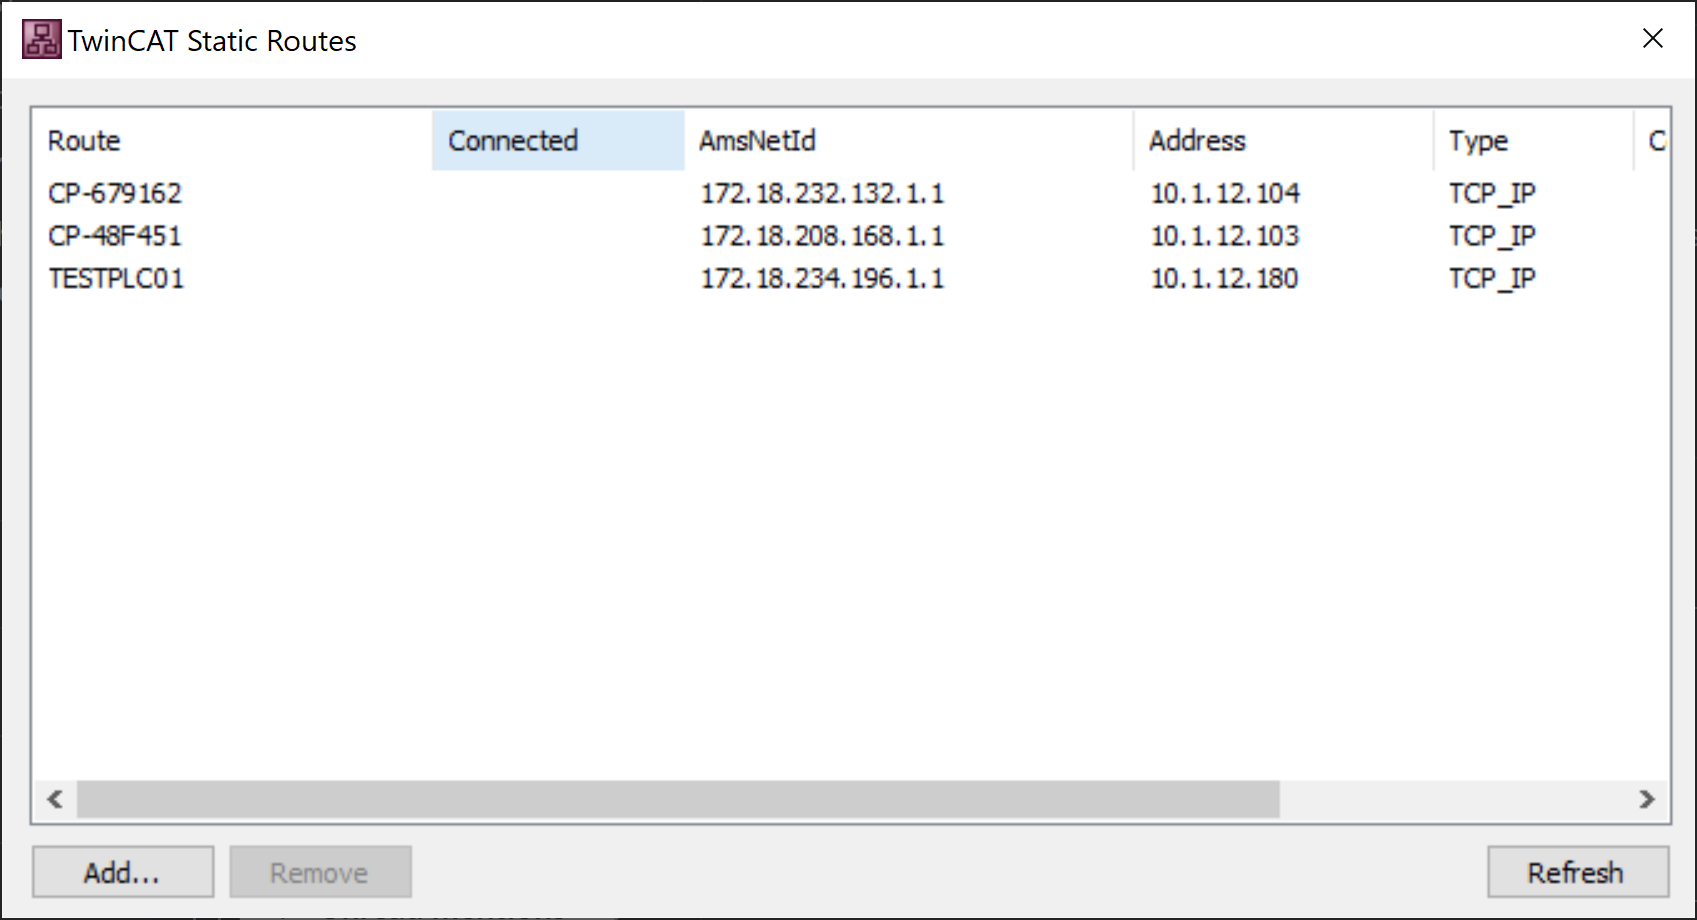 TwinCAT Static Routes
Route Connected AmsNetId Address Type
CP-679162 172.18.232.132.1.1 10.1.12.104 TCP_IP
CP-48F451 172.18.208.168.1.1 10.1.12.103 TCP_IP
TESTPLC01 172.18.234.196.1.1 10.1.12.180 TCP_IP
Add... Remove Refresh